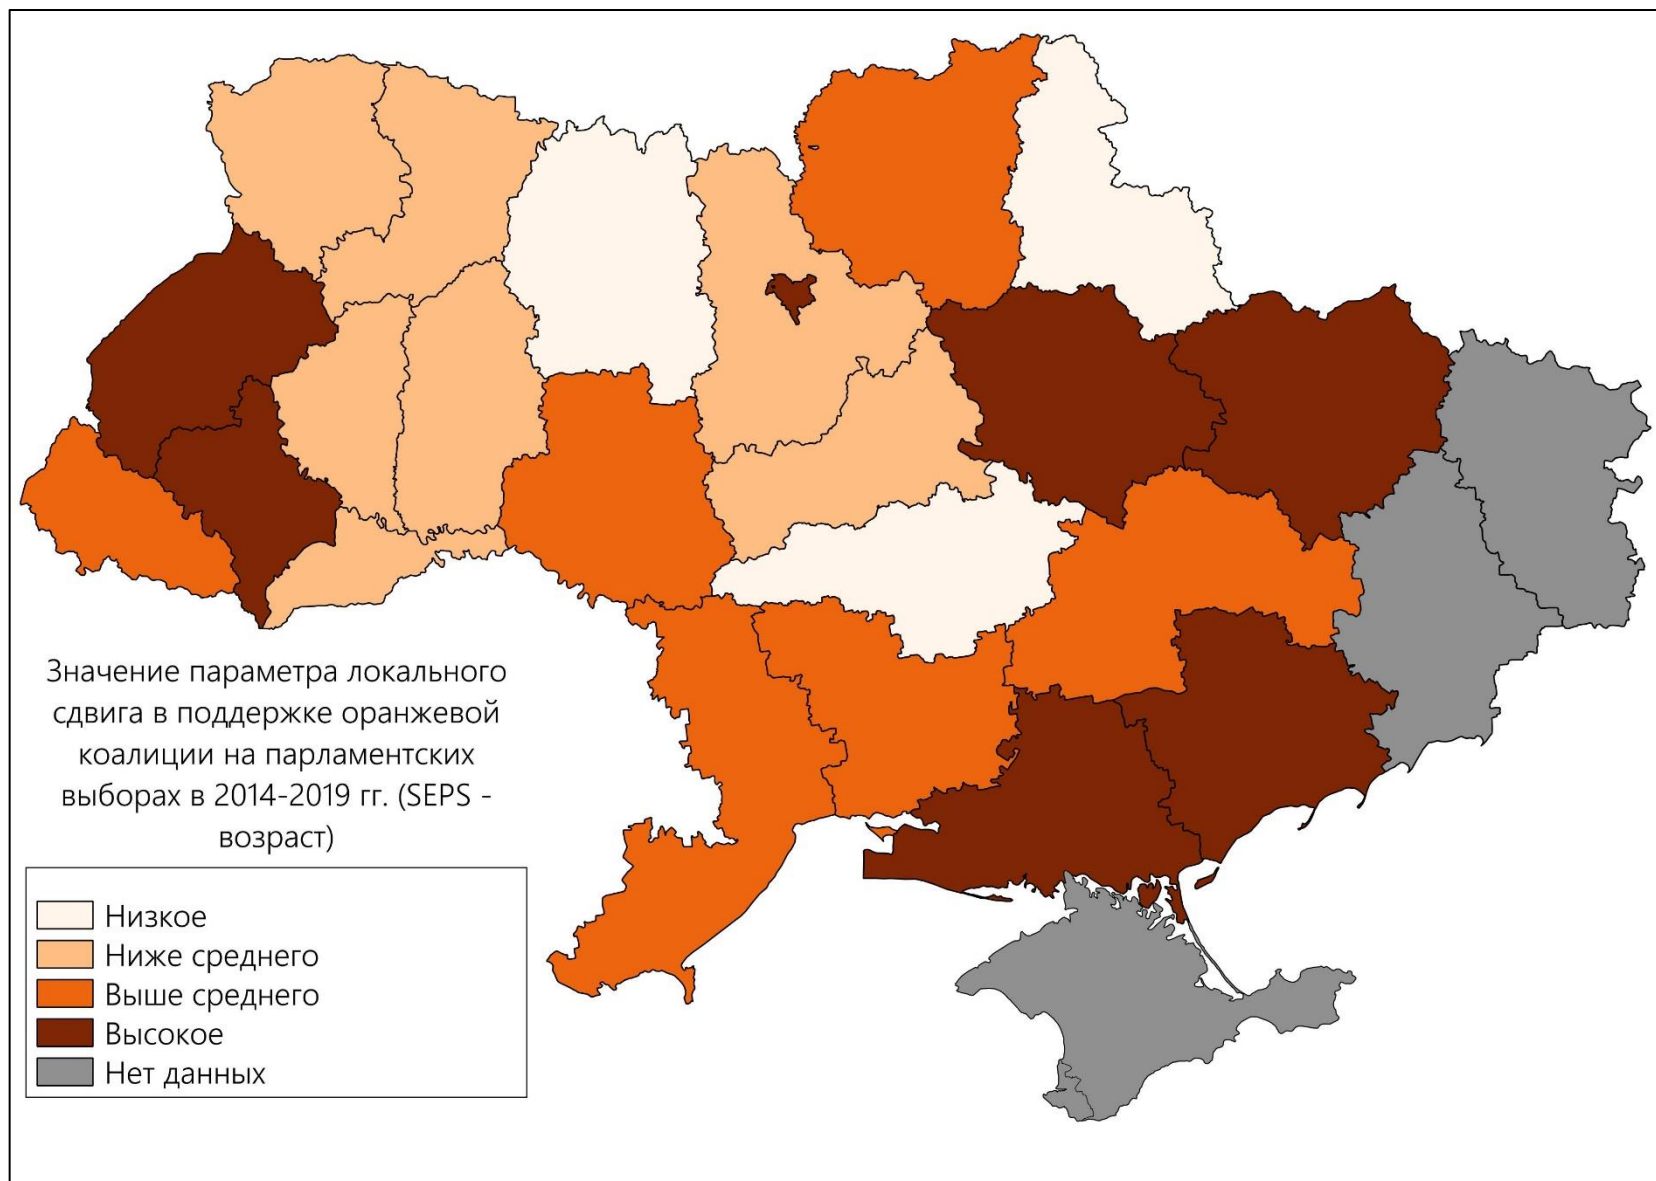 Значение параметра локального
сдвига в поддержке оранжевой
коалиции на парламентских
выборах в 2014-2019 гг. (SEPS -
возраст)
Низкое
Ниже среднего
Выше среднего
Высокое
Нет данных